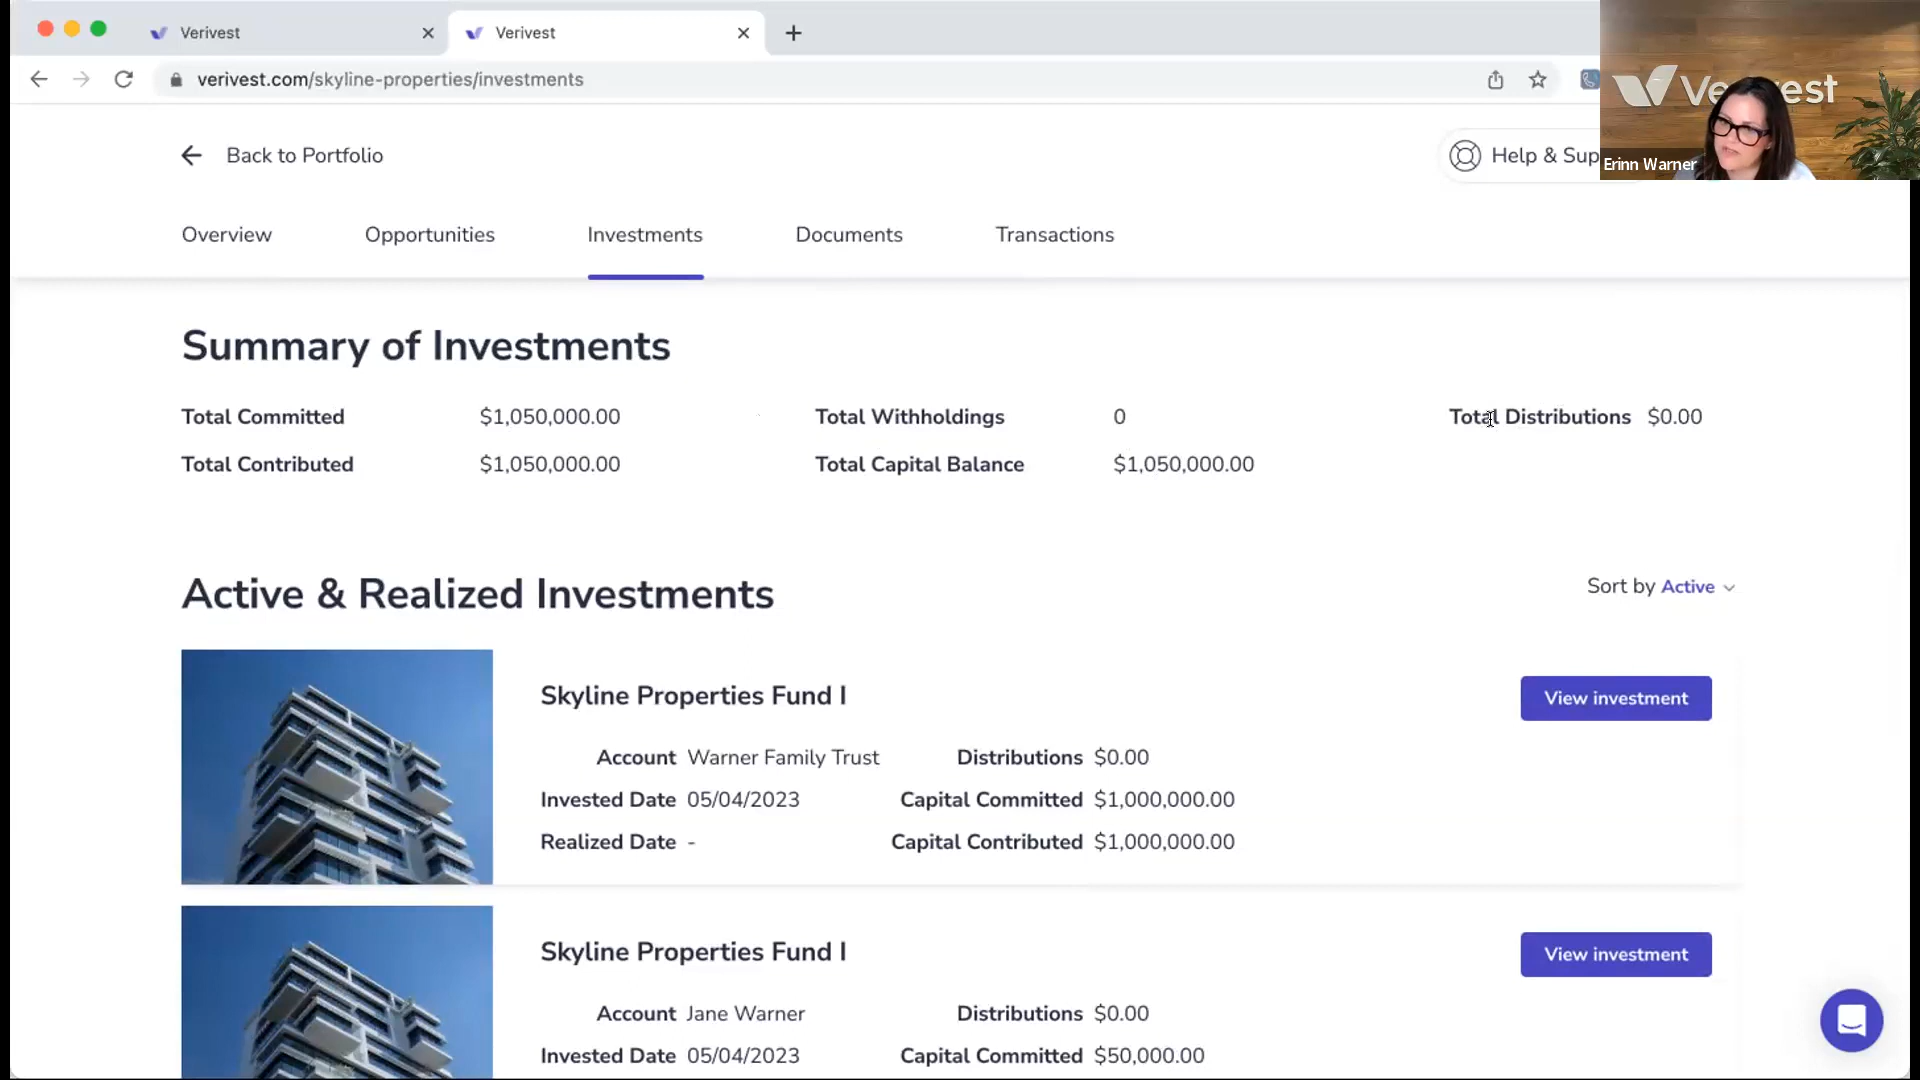 Verivest
Verivest
verivest.com/skyline-properties/investments
Back to Portfolio
Help & Sup
Erinn Warner
Overview
Opportunities
Investments
Documents
Transactions
Summary of Investments
Total Committed $1,050,000.00
Total Withholdings 0
Total Distributions $0.00
Total Contributed $1,050,000.00
Total Capital Balance $1,050,000.00
Active & Realized Investments
Sort by Active
Skyline Properties Fund I
View investment
Account Warner Family Trust
Distributions $0.00
Invested Date 05/04/2023
Capital Committed $1,000,000.00
Realized Date -
Capital Contributed $1,000,000.00
Skyline Properties Fund I
View investment
Account Jane Warner
Distributions $0.00
Invested Date 05/04/2023
Capital Committed $50,000.00